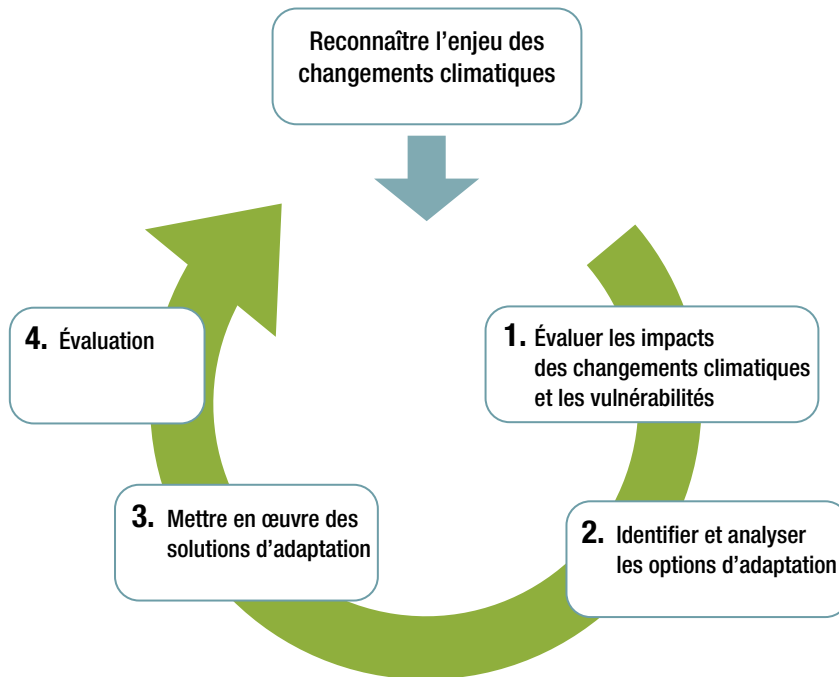 Reconnaître l’enjeu des
changements climatiques
1. Évaluer les impacts
des changements climatiques
et les vulnérabilités
2. Identifier et analyser
les options d’adaptation
3. Mettre en œuvre des
solutions d’adaptation
4. Évaluation